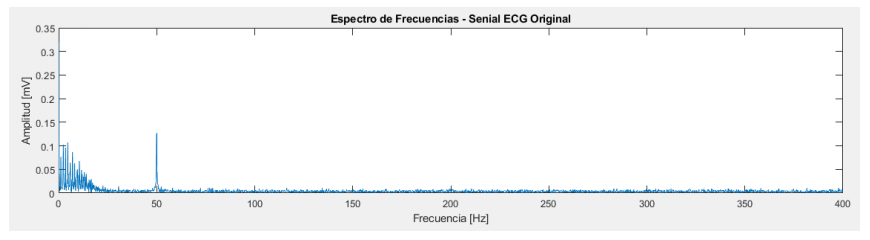 Espectro de Frecuencias - Senial ECG Original
0.35
0.3
0.25
0.2
0.15
0.1
0.05
0
Amplitud [mV]
0 50 100 150 200 250 300 350 400
Frecuencia [Hz]